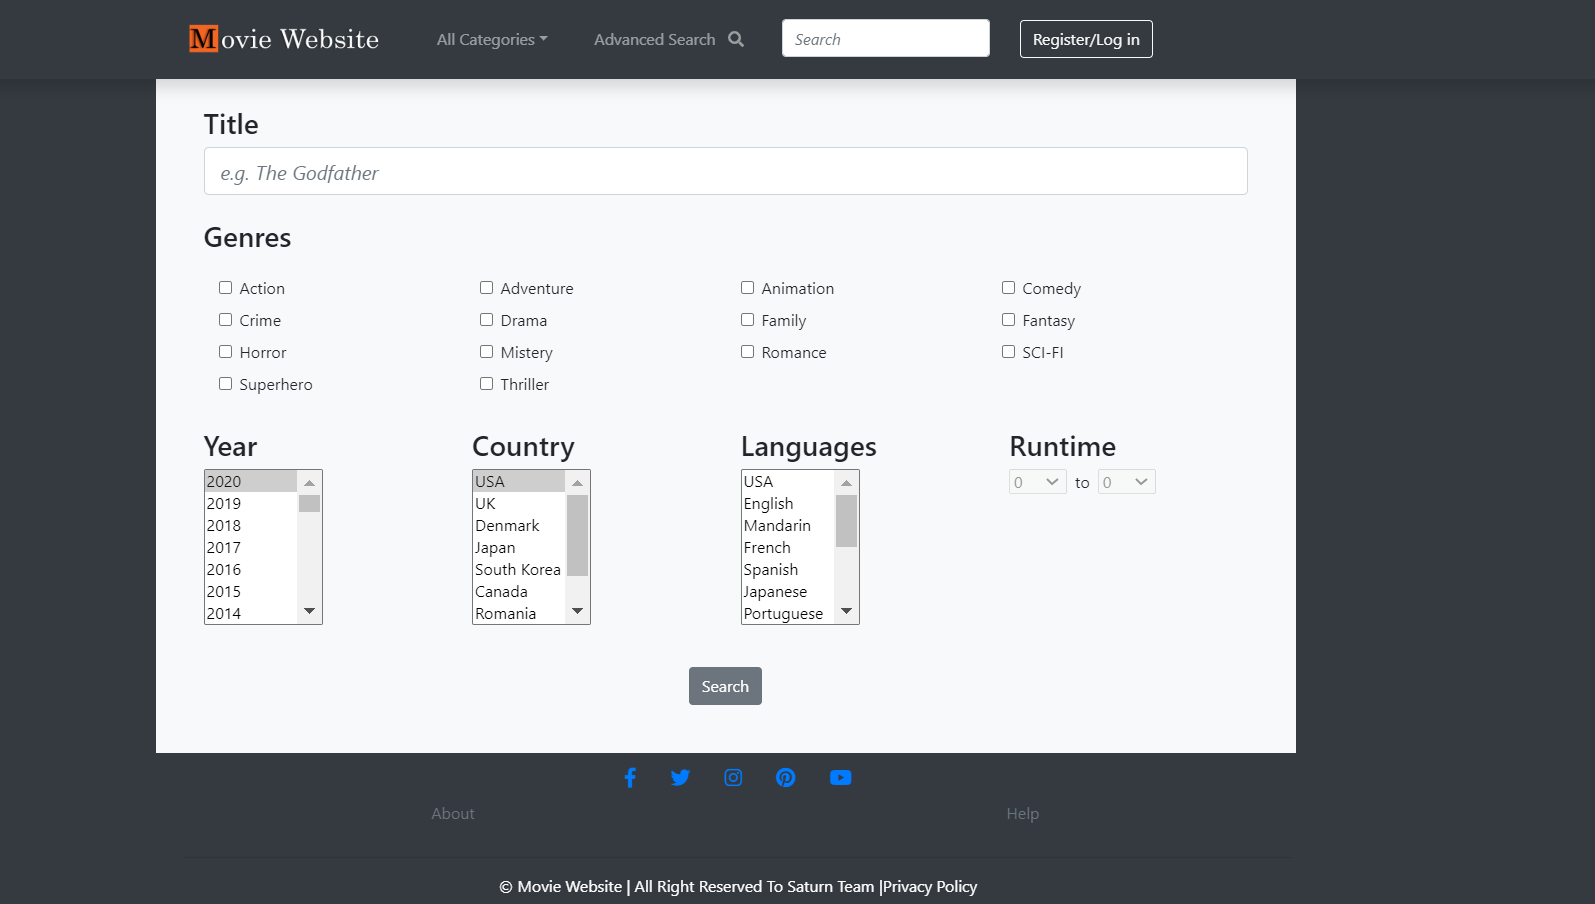 Movie Website All Categories Advanced Search Search Register/Log in
Title
e.g. The Godfather
Genres
Action Adventure Animation Comedy
Crime Drama Family Fantasy
Horror Mistery Romance SCI-FI
Superhero Thriller
Year Country Languages Runtime
2020 USA USA 0 to 0
2019 UK English
2018 Denmark Mandarin
2017 Japan French
2016 South Korea Spanish
2015 Canada Japanese
2014 Romania Portuguese
Search
About Help
© Movie Website | All Right Reserved To Saturn Team |Privacy Policy